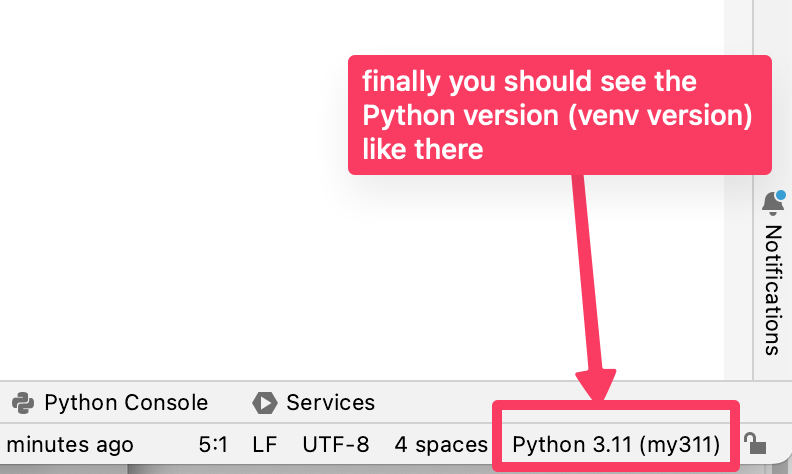 finally you should see the
Python version (venv version)
like there
Notifications
Python Console
Services
minutes ago
5:1
LF
UTF-8
4 spaces
Python 3.11 (my311)